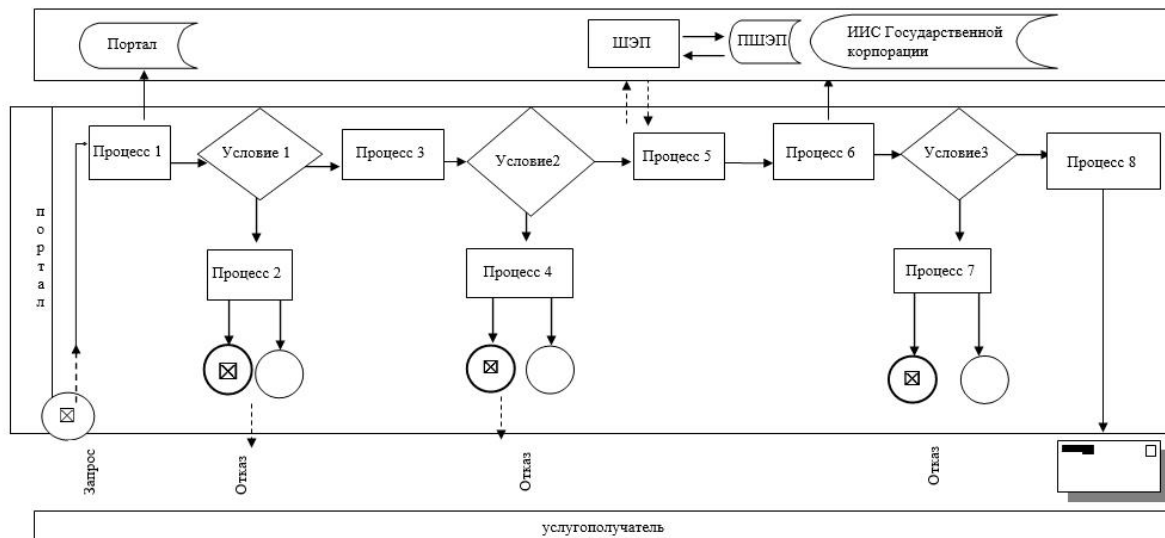 Портал
ШЭП
ПШЭП
ИИС Государственной
корпорации
Процесс 1
Условие 1
Процесс 3
Условие2
Процесс 5
Процесс 6
Условие3
Процесс 8
портал
Процесс 2
Процесс 4
Процесс 7
Запрос
Отказ
Отказ
Отказ
услугополучатель